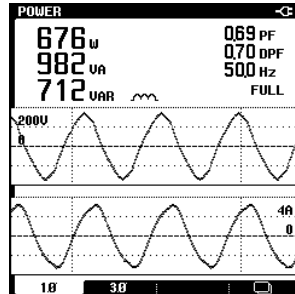 POWER
676 W
982 VA
712 VAR
0.69 PF
0.70 DPF
50.0 Hz
FULL
200V
0
4A
0
1Ø
3Ø